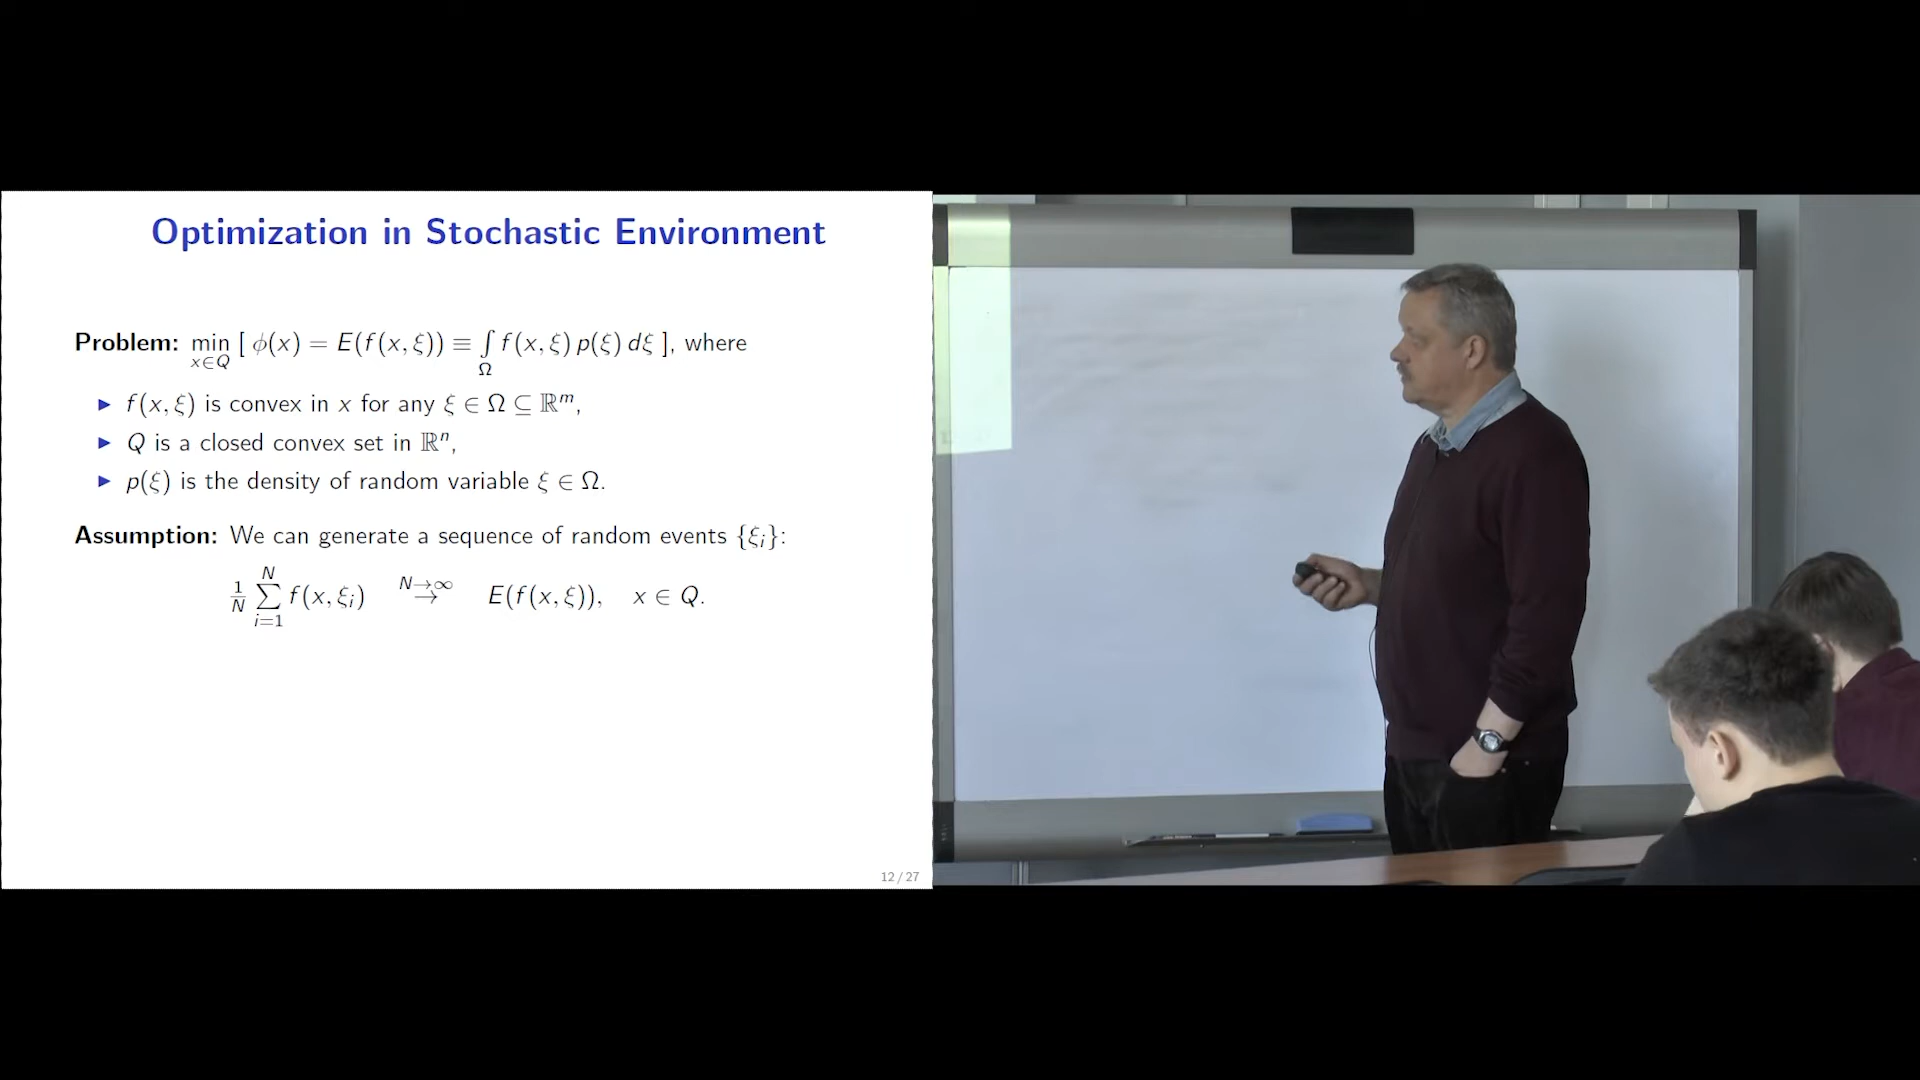 Optimization in Stochastic Environment
Problem: min_{x∈Q} [ ϕ(x) = E(f(x, ξ)) ≡ ∫_Ω f(x, ξ) p(ξ) dξ ], where
▶ f(x, ξ) is convex in x for any ξ ∈ Ω ⊆ ℝ^m,
▶ Q is a closed convex set in ℝ^n,
▶ p(ξ) is the density of random variable ξ ∈ Ω.
Assumption: We can generate a sequence of random events {ξ_i}:
1/N ∑_{i=1}^{N} f(x, ξ_i) →^{N→∞} E(f(x, ξ)), x ∈ Q.
12 / 27